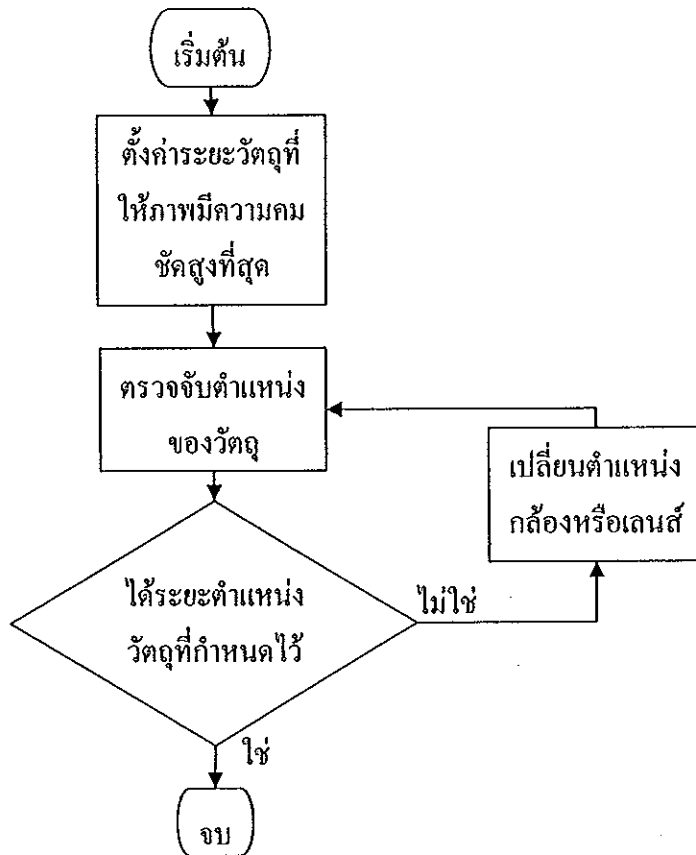 เริ่มต้น
ตั้งค่าระยะวัตถุที่
ให้ภาพมีความคม
ชัดสูงที่สุด
ตรวจจับตำแหน่ง
ของวัตถุ
เปลี่ยนตำแหน่ง
กล้องหรือเลนส์
ได้ระยะตำแหน่ง
วัตถุที่กำหนดไว้
ไม่ใช่
ใช่
จบ